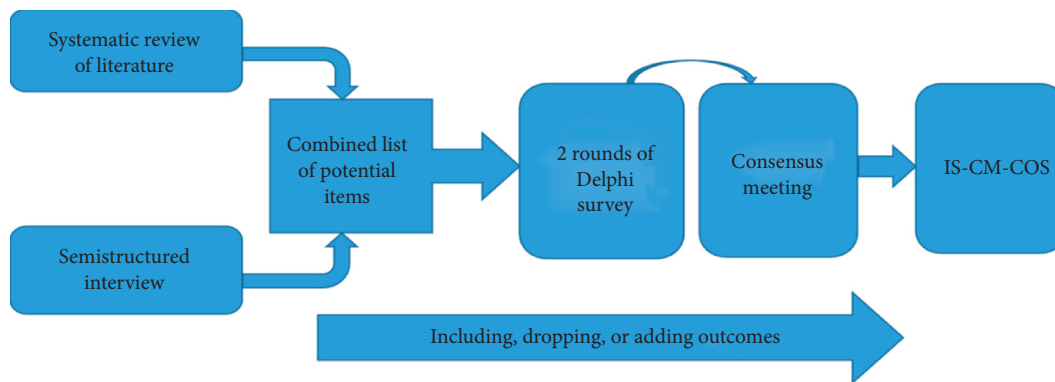 Systematic review
of literature
Semistructured
interview
Combined list
of potential
items
2 rounds of
Delphi
survey
Consensus
meeting
IS-CM-COS
Including, dropping, or adding outcomes